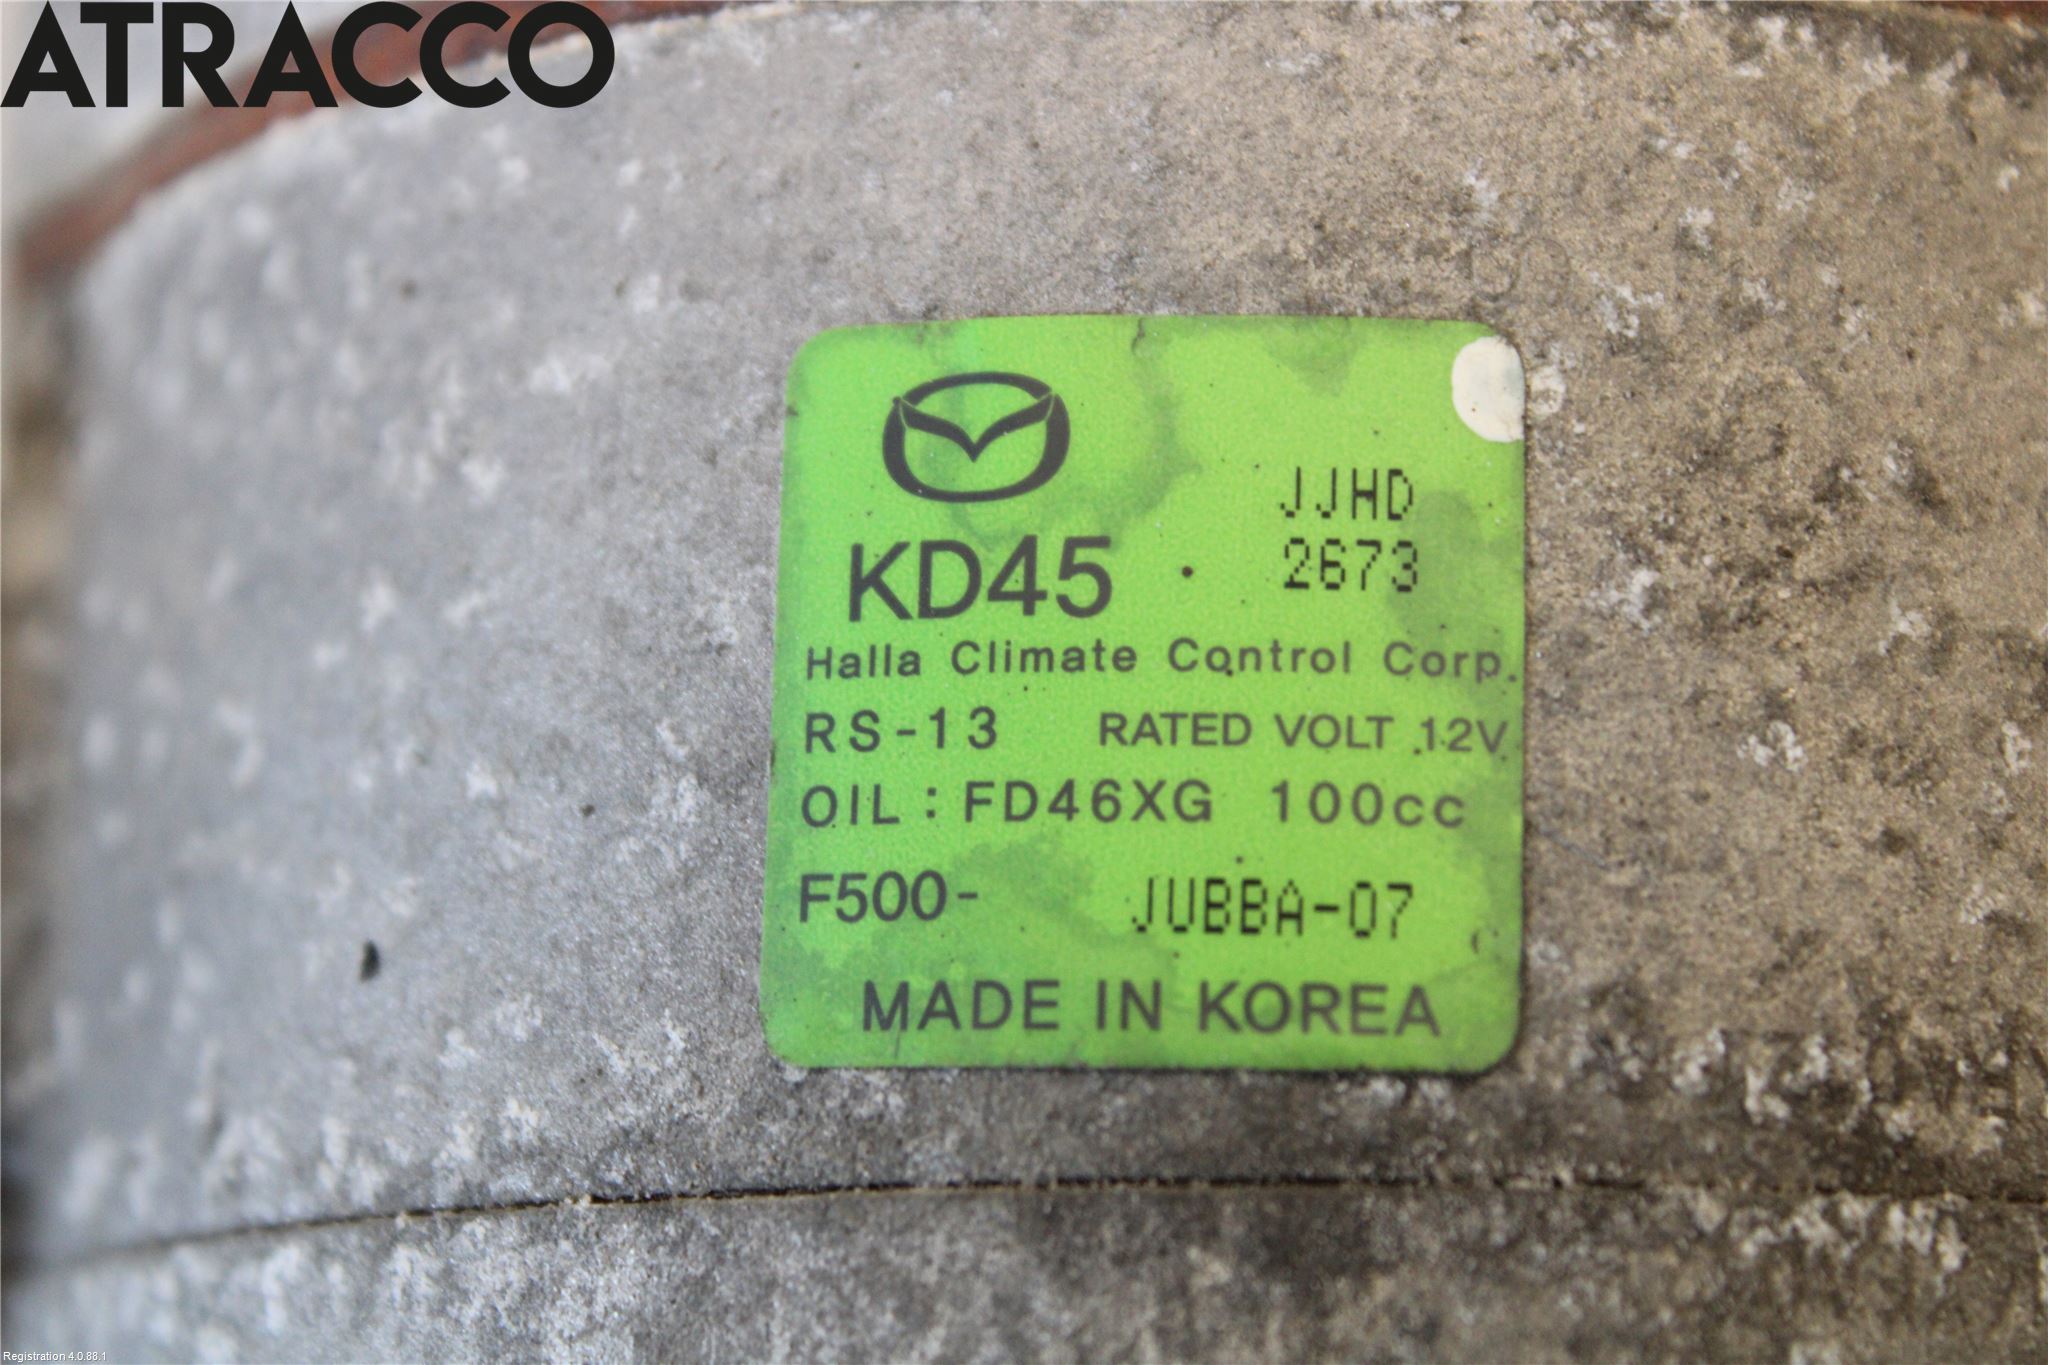 ATRACCO
JJHD
KD45 2673
Halla Climate Control Corp.
RS-13 RATED VOLT 12V
OIL: FD46XG 100cc
F500- JUBBA-07
MADE IN KOREA
Registration 4.0.88.1